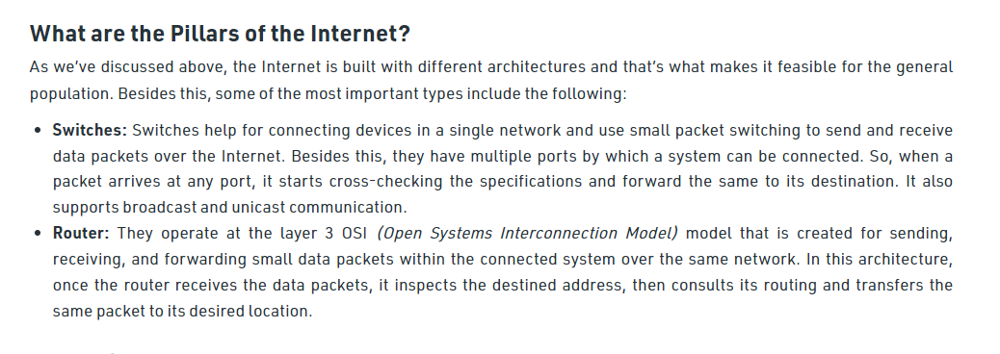 What are the Pillars of the Internet?
As we've discussed above, the Internet is built with different architectures and that's what makes it feasible for the general
population. Besides this, some of the most important types include the following:
• Switches: Switches help for connecting devices in a single network and use small packet switching to send and receive
data packets over the Internet. Besides this, they have multiple ports by which a system can be connected. So, when a
packet arrives at any port, it starts cross-checking the specifications and forward the same to its destination. It also
supports broadcast and unicast communication.
• Router: They operate at the layer 3 OSI (Open Systems Interconnection Model) model that is created for sending,
receiving, and forwarding small data packets within the connected system over the same network. In this architecture,
once the router receives the data packets, it inspects the destined address, then consults its routing and transfers the
same packet to its desired location.